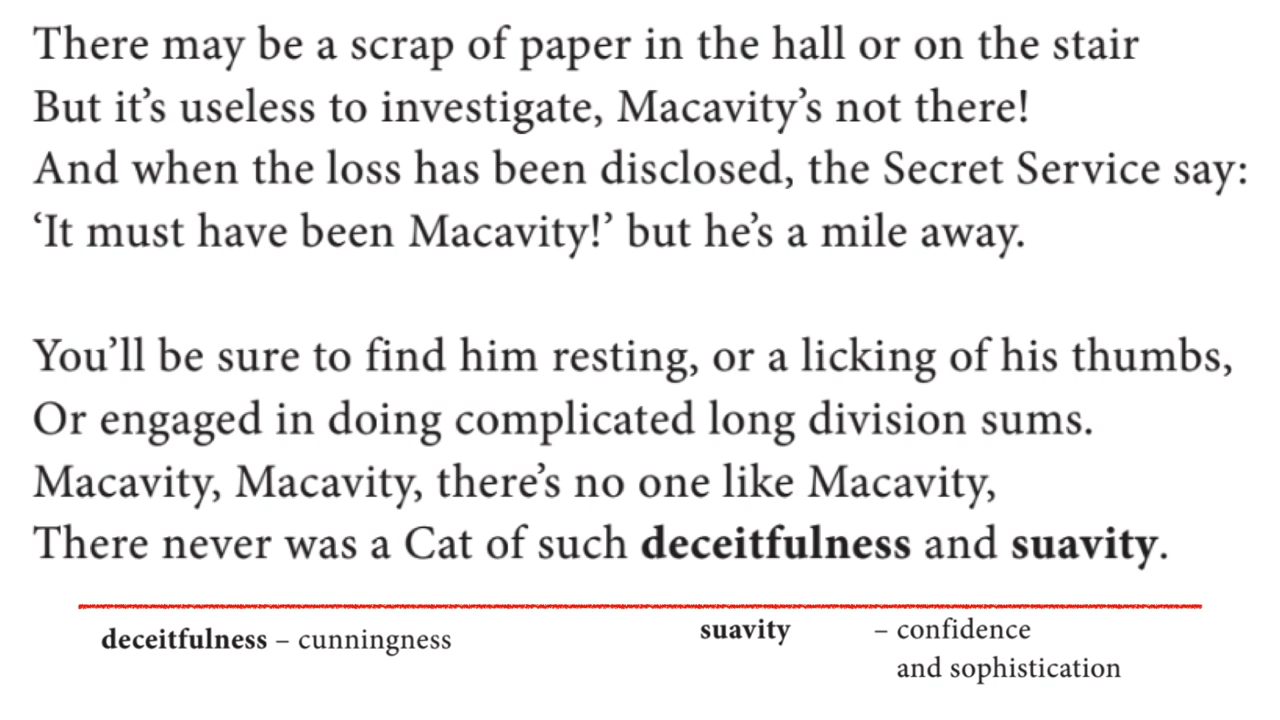 There may be a scrap of paper in the hall or on the stair
But it’s useless to investigate, Macavity’s not there!
And when the loss has been disclosed, the Secret Service say:
‘It must have been Macavity!’ but he’s a mile away.
You’ll be sure to find him resting, or a licking of his thumbs,
Or engaged in doing complicated long division sums.
Macavity, Macavity, there’s no one like Macavity,
There never was a Cat of such deceitfulness and suavity.
deceitfulness – cunningness
suavity – confidence
and sophistication